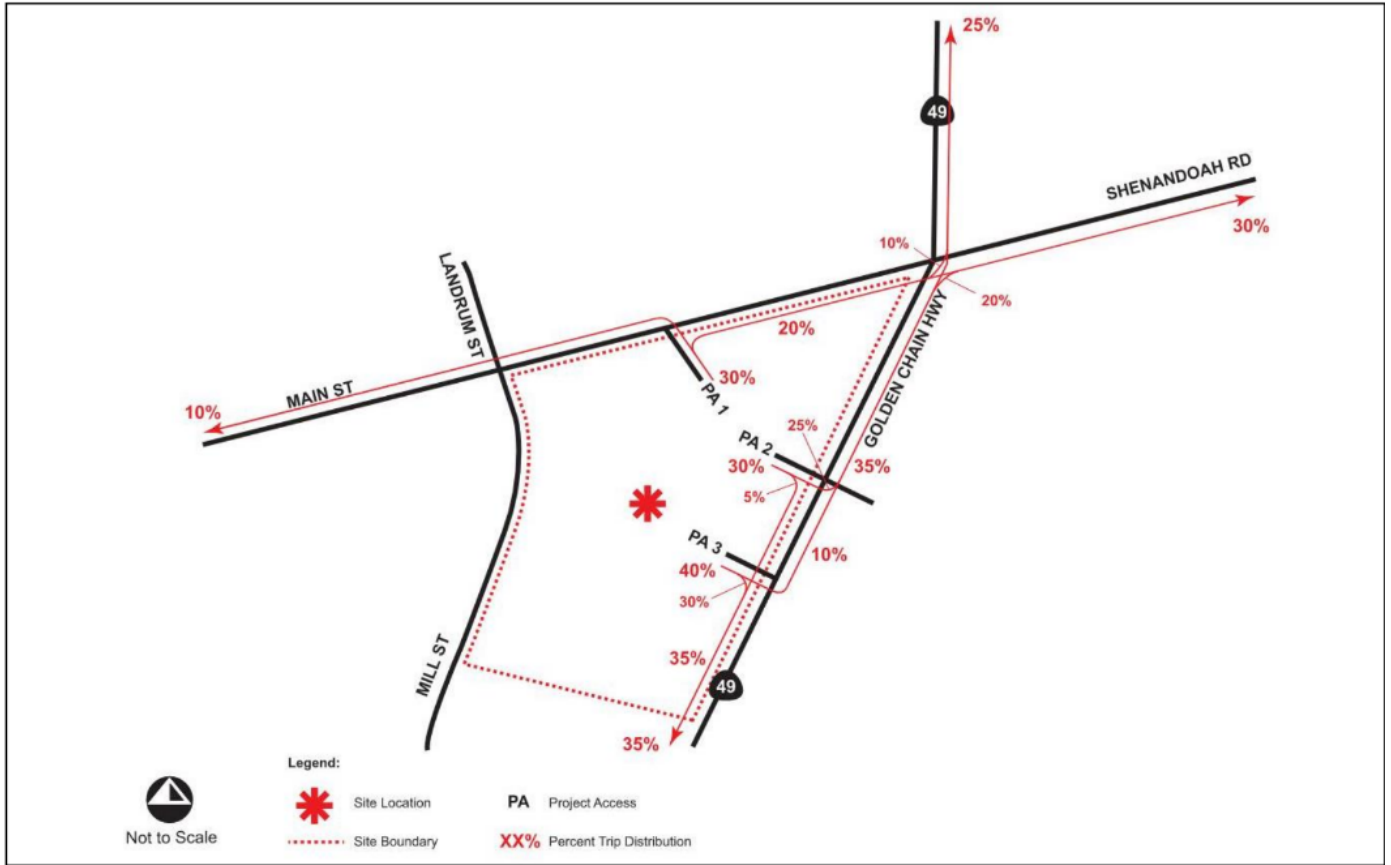 25%
49
SHENANDOAH RD
30%
10%
20%
LANDRUM ST
20%
GOLDEN CHAIN HWY
MAIN ST
10%
30%
PA 1
PA 2
25%
30%
5%
35%
PA 3
40%
30%
10%
35%
MILL ST
49
35%
Legend:
Site Location
PA Project Access
Not to Scale
Site Boundary
XX% Percent Trip Distribution